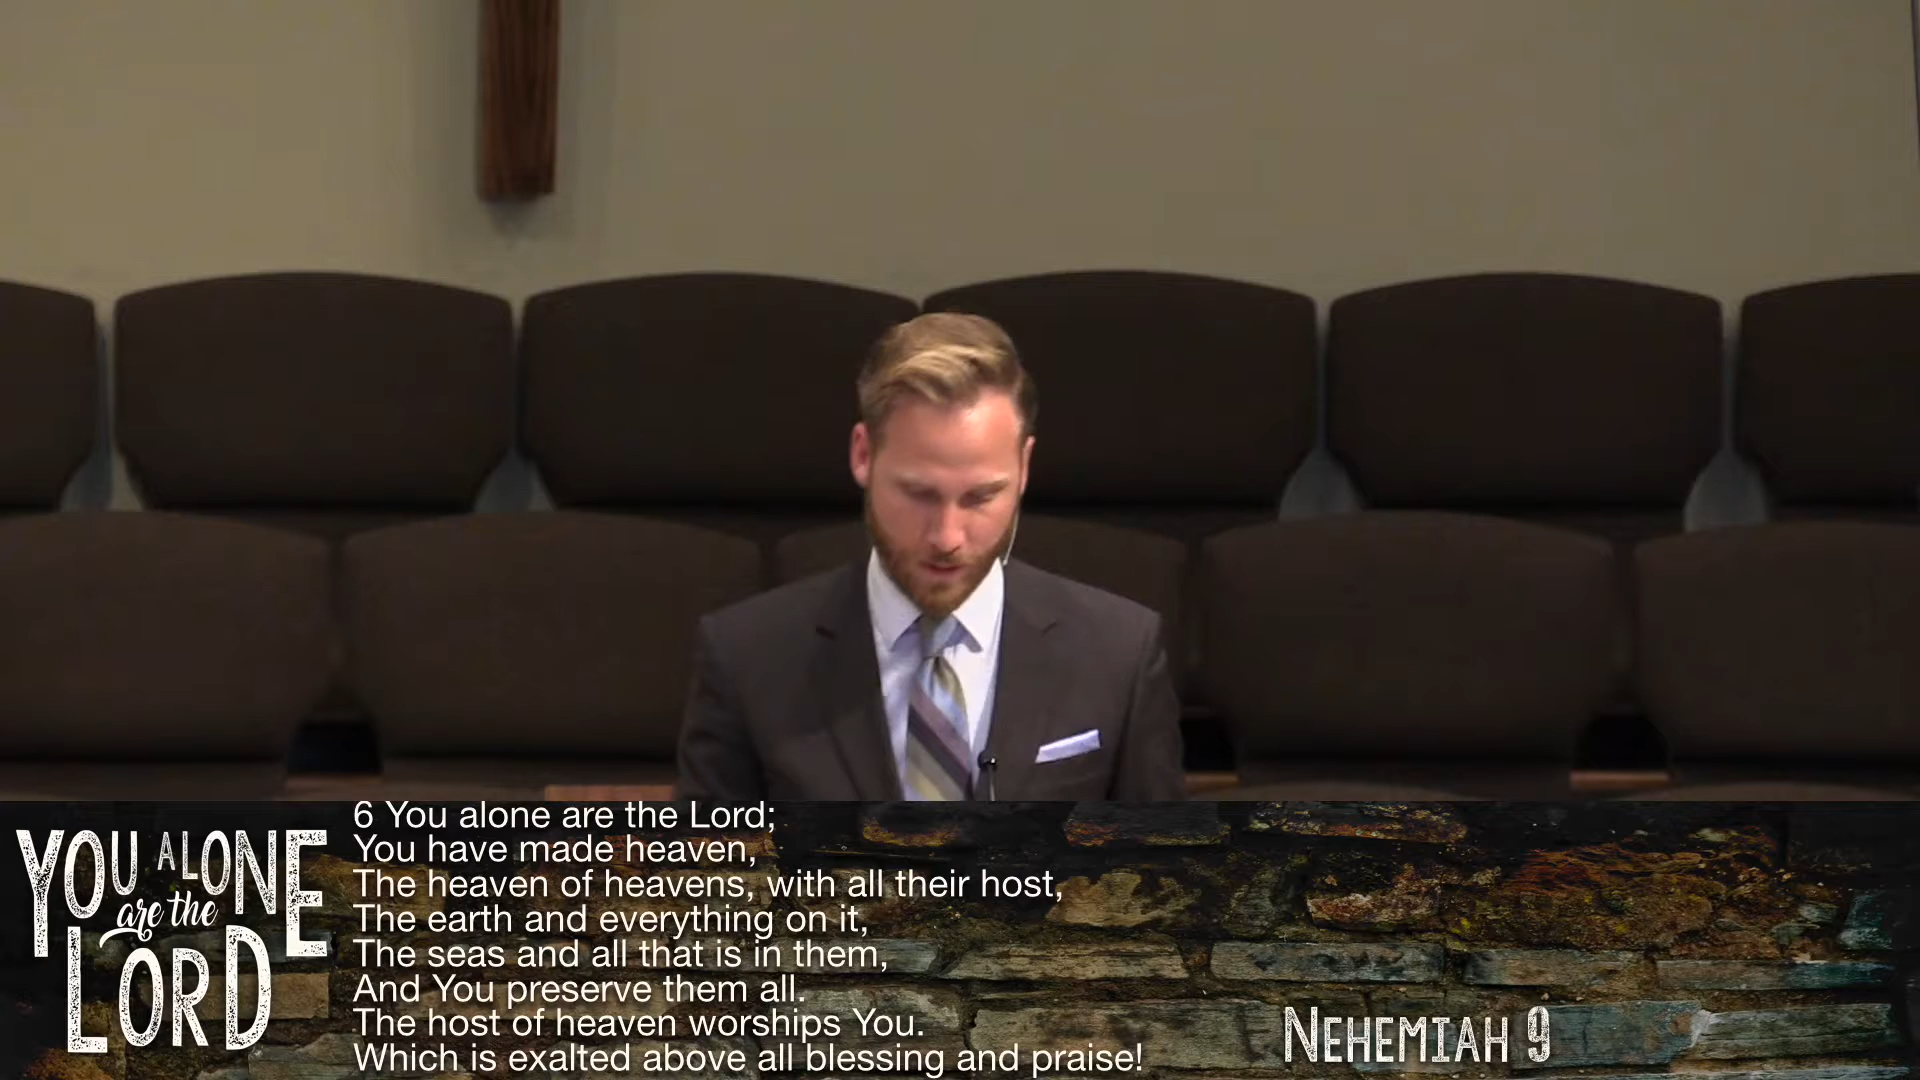 YOU ALONE
are the
LORD
6 You alone are the Lord;
You have made heaven,
The heaven of heavens, with all their host,
The earth and everything on it,
The seas and all that is in them,
And You preserve them all.
The host of heaven worships You.
Which is exalted above all blessing and praise!
NEHEMIAH 9